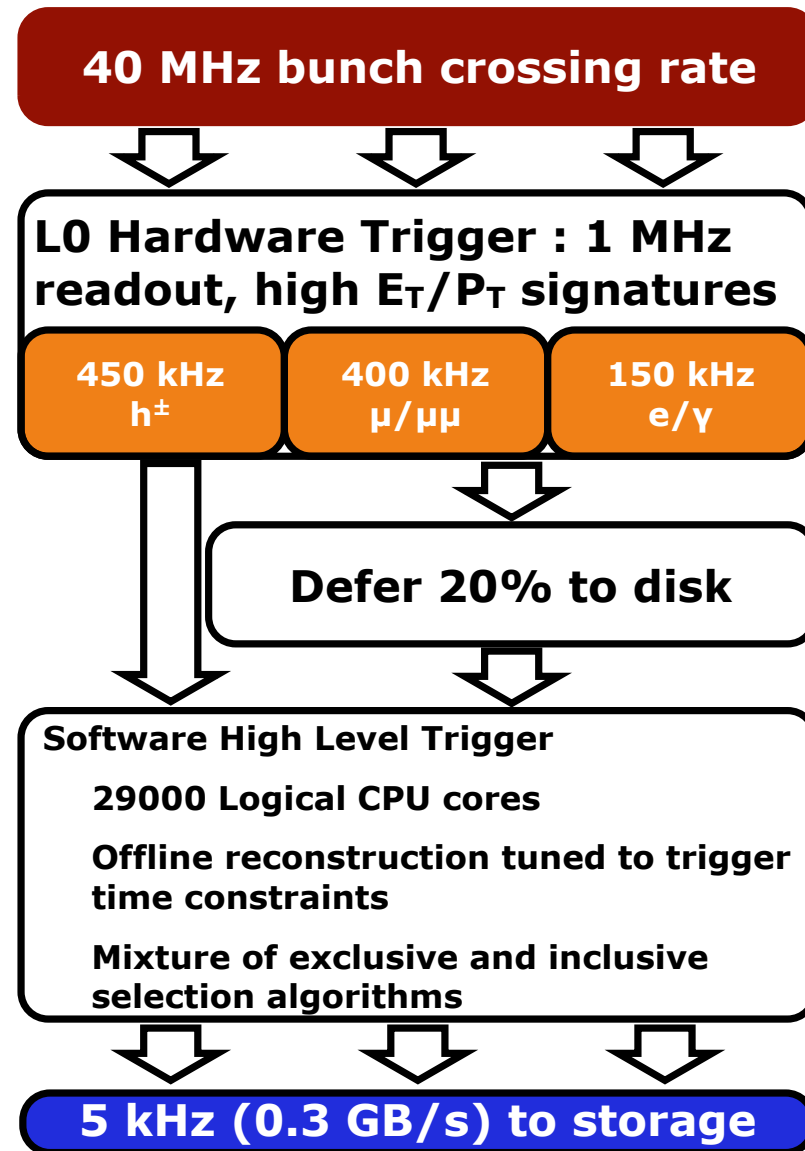 40 MHz bunch crossing rate
L0 Hardware Trigger : 1 MHz
readout, high E_T/P_T signatures
450 kHz
h±
400 kHz
μ/μμ
150 kHz
e/γ
Defer 20% to disk
Software High Level Trigger
29000 Logical CPU cores
Offline reconstruction tuned to trigger
time constraints
Mixture of exclusive and inclusive
selection algorithms
5 kHz (0.3 GB/s) to storage